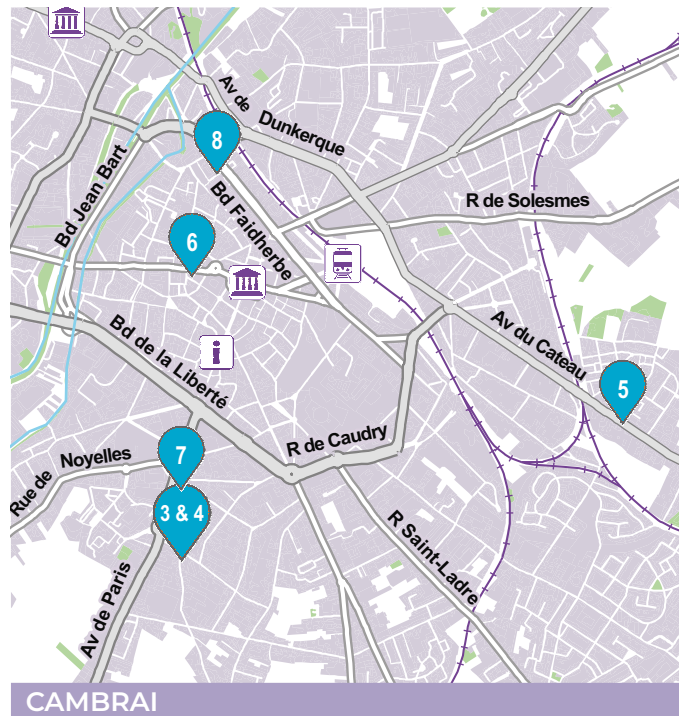 Av de Dunkerque
8
Bd Jean Bart
R de Solesmes
Bd Faidherbe
6
Av du Cateau
Bd de la Liberté
i
5
R de Caudry
7
Rue de Noyelles
3 & 4
R Saint-Ladre
Av de Paris
CAMBRAI